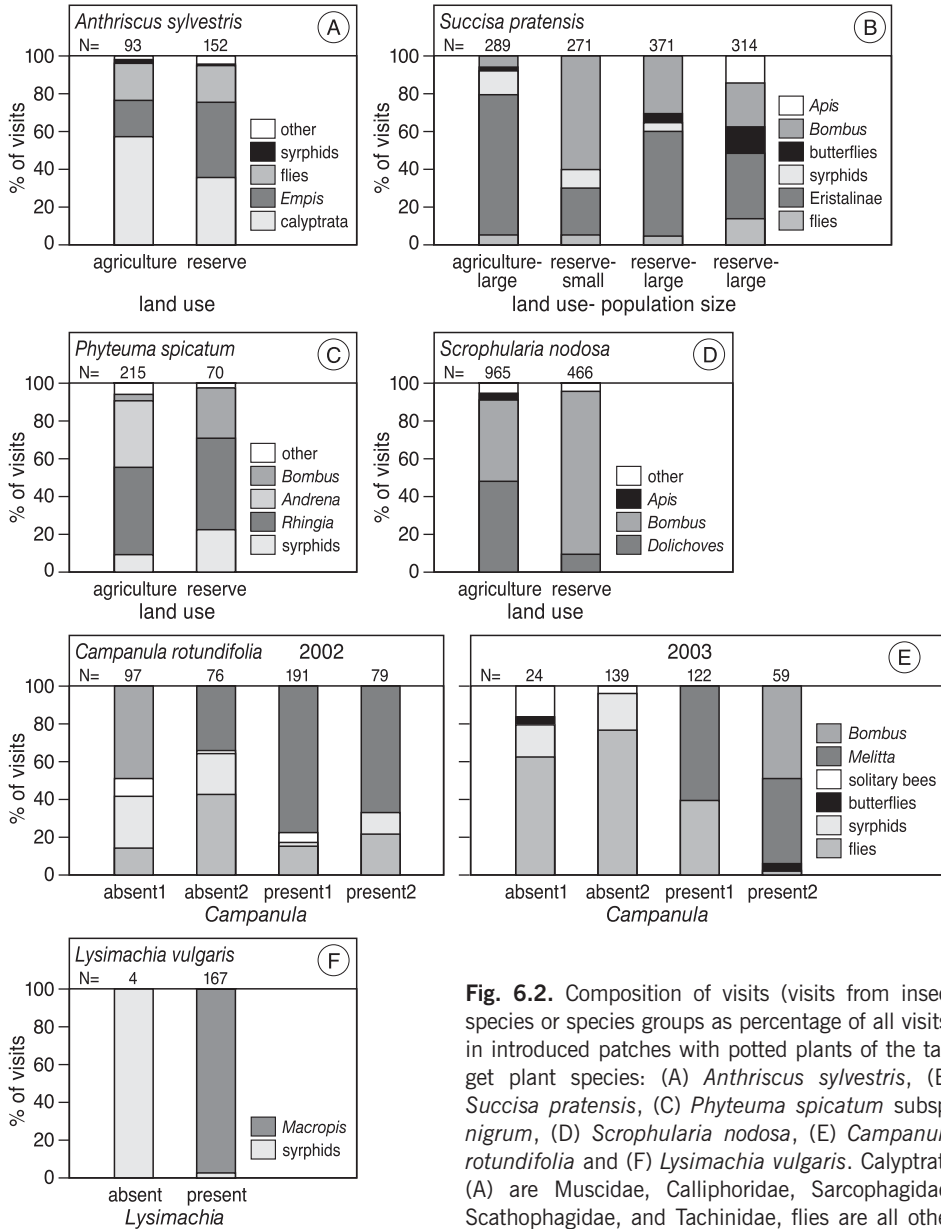 Anthriscus sylvestris A
N= 93 152
100
80
60
40
20
0
% of visits
other
syrphids
flies
Empis
calyptrata
agriculture reserve
land use
Succisa pratensis B
N= 289 271 371 314
100
80
60
40
20
0
% of visits
Apis
Bombus
butterflies
syrphids
Eristalinae
flies
agriculture- reserve- reserve- reserve-
large small large large
land use- population size
Phyteuma spicatum C
N= 215 70
100
80
60
40
20
0
% of visits
other
Bombus
Andrena
Rhingia
syrphids
agriculture reserve
land use
Scrophularia nodosa D
N= 965 466
100
80
60
40
20
0
% of visits
other
Apis
Bombus
Dolichoves
agriculture reserve
land use
Campanula rotundifolia 2002
N= 97 76 191 79
100
80
60
40
20
0
% of visits
absent1 absent2 present1 present2
Campanula
2003 E
N= 24 139 122 59
Bombus
Melitta
solitary bees
butterflies
syrphids
flies
absent1 absent2 present1 present2
Campanula
Lysimachia vulgaris F
N= 4 167
100
80
60
40
20
0
% of visits
Macropis
syrphids
absent present
Lysimachia
Fig. 6.2. Composition of visits (visits from insec
species or species groups as percentage of all visits
in introduced patches with potted plants of the tar-
get plant species: (A) Anthriscus sylvestris, (B
Succisa pratensis, (C) Phyteuma spicatum subsp
nigrum, (D) Scrophularia nodosa, (E) Campanul
rotundifolia and (F) Lysimachia vulgaris. Calyptrat
(A) are Muscidae, Calliphoridae, Sarcophagidae
Scathophagidae, and Tachinidae, flies are all othe